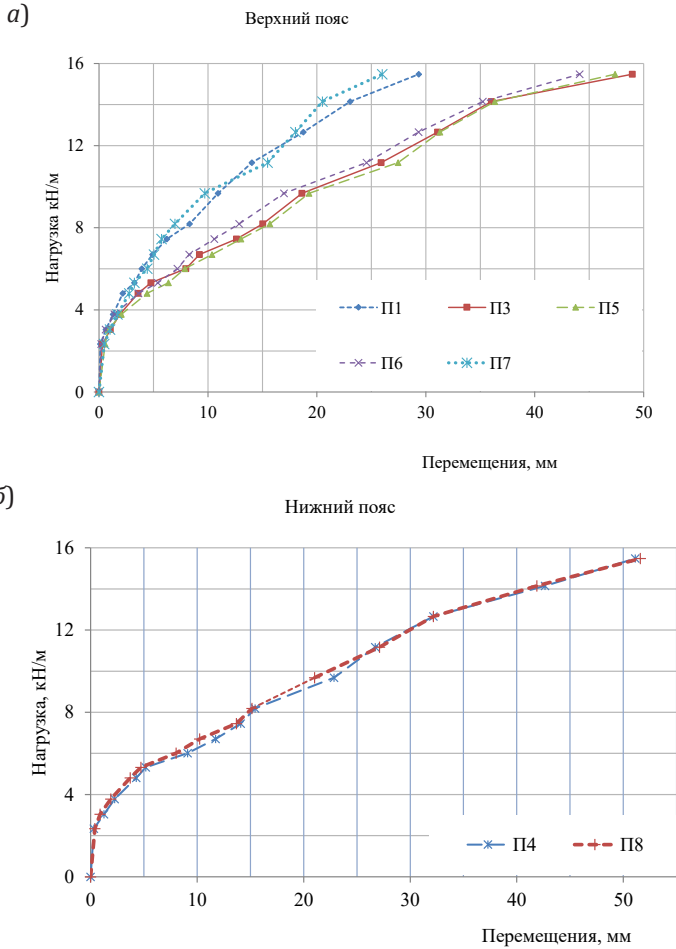 а)
Верхний пояс
Нагрузка кН/м
16
12
8
4
0
0 10 20 30 40 50
П1 П3 П5
П6 П7
Перемещения, мм
б)
Нижний пояс
Нагрузка, кН/м
16
12
8
4
0
0 10 20 30 40 50
П4 П8
Перемещения, мм